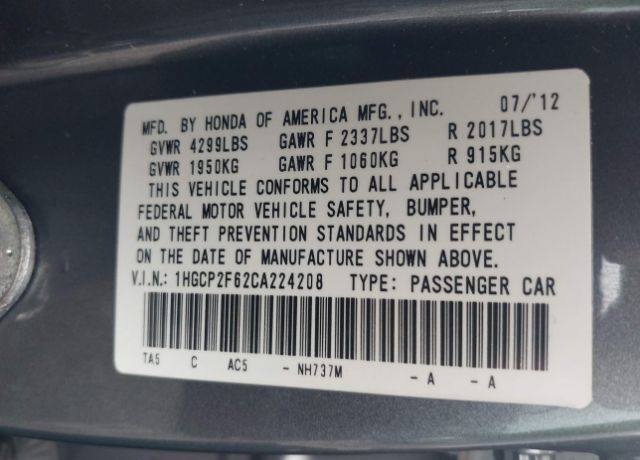 MFD. BY HONDA OF AMERICA MFG., INC. 07/'12
GVWR 4299LBS GAWR F 2337LBS R 2017LBS
GVWR 1950KG GAWR F 1060KG R 915KG
THIS VEHICLE CONFORMS TO ALL APPLICABLE
FEDERAL MOTOR VEHICLE SAFETY, BUMPER,
AND THEFT PREVENTION STANDARDS IN EFFECT
ON THE DATE OF MANUFACTURE SHOWN ABOVE.
V.I.N.: 1HGCP2F62CA224208 TYPE: PASSENGER CAR
TA5 C AC5 - NH737M - A - A